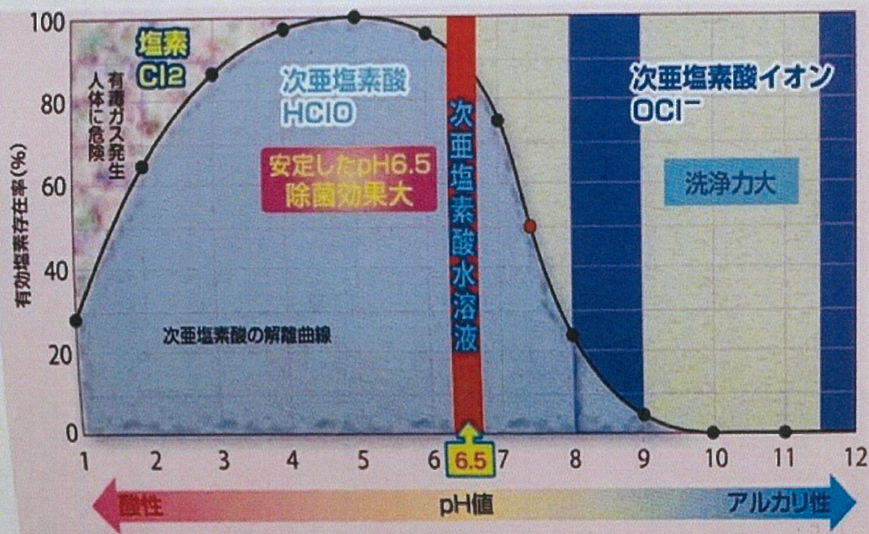 100
80
60
40
20
0
有効塩素存在率(%)
塩素
Cl2
有毒ガス発生
人体に危険
次亜塩素酸
HClO
安定したpH6.5
除菌効果大
次亜塩素酸水溶液
次亜塩素酸イオン
OCl⁻
洗浄力大
次亜塩素酸の解離曲線
1 2 3 4 5 6 6.5 7 8 9 10 11 12
酸性 pH値 アルカリ性